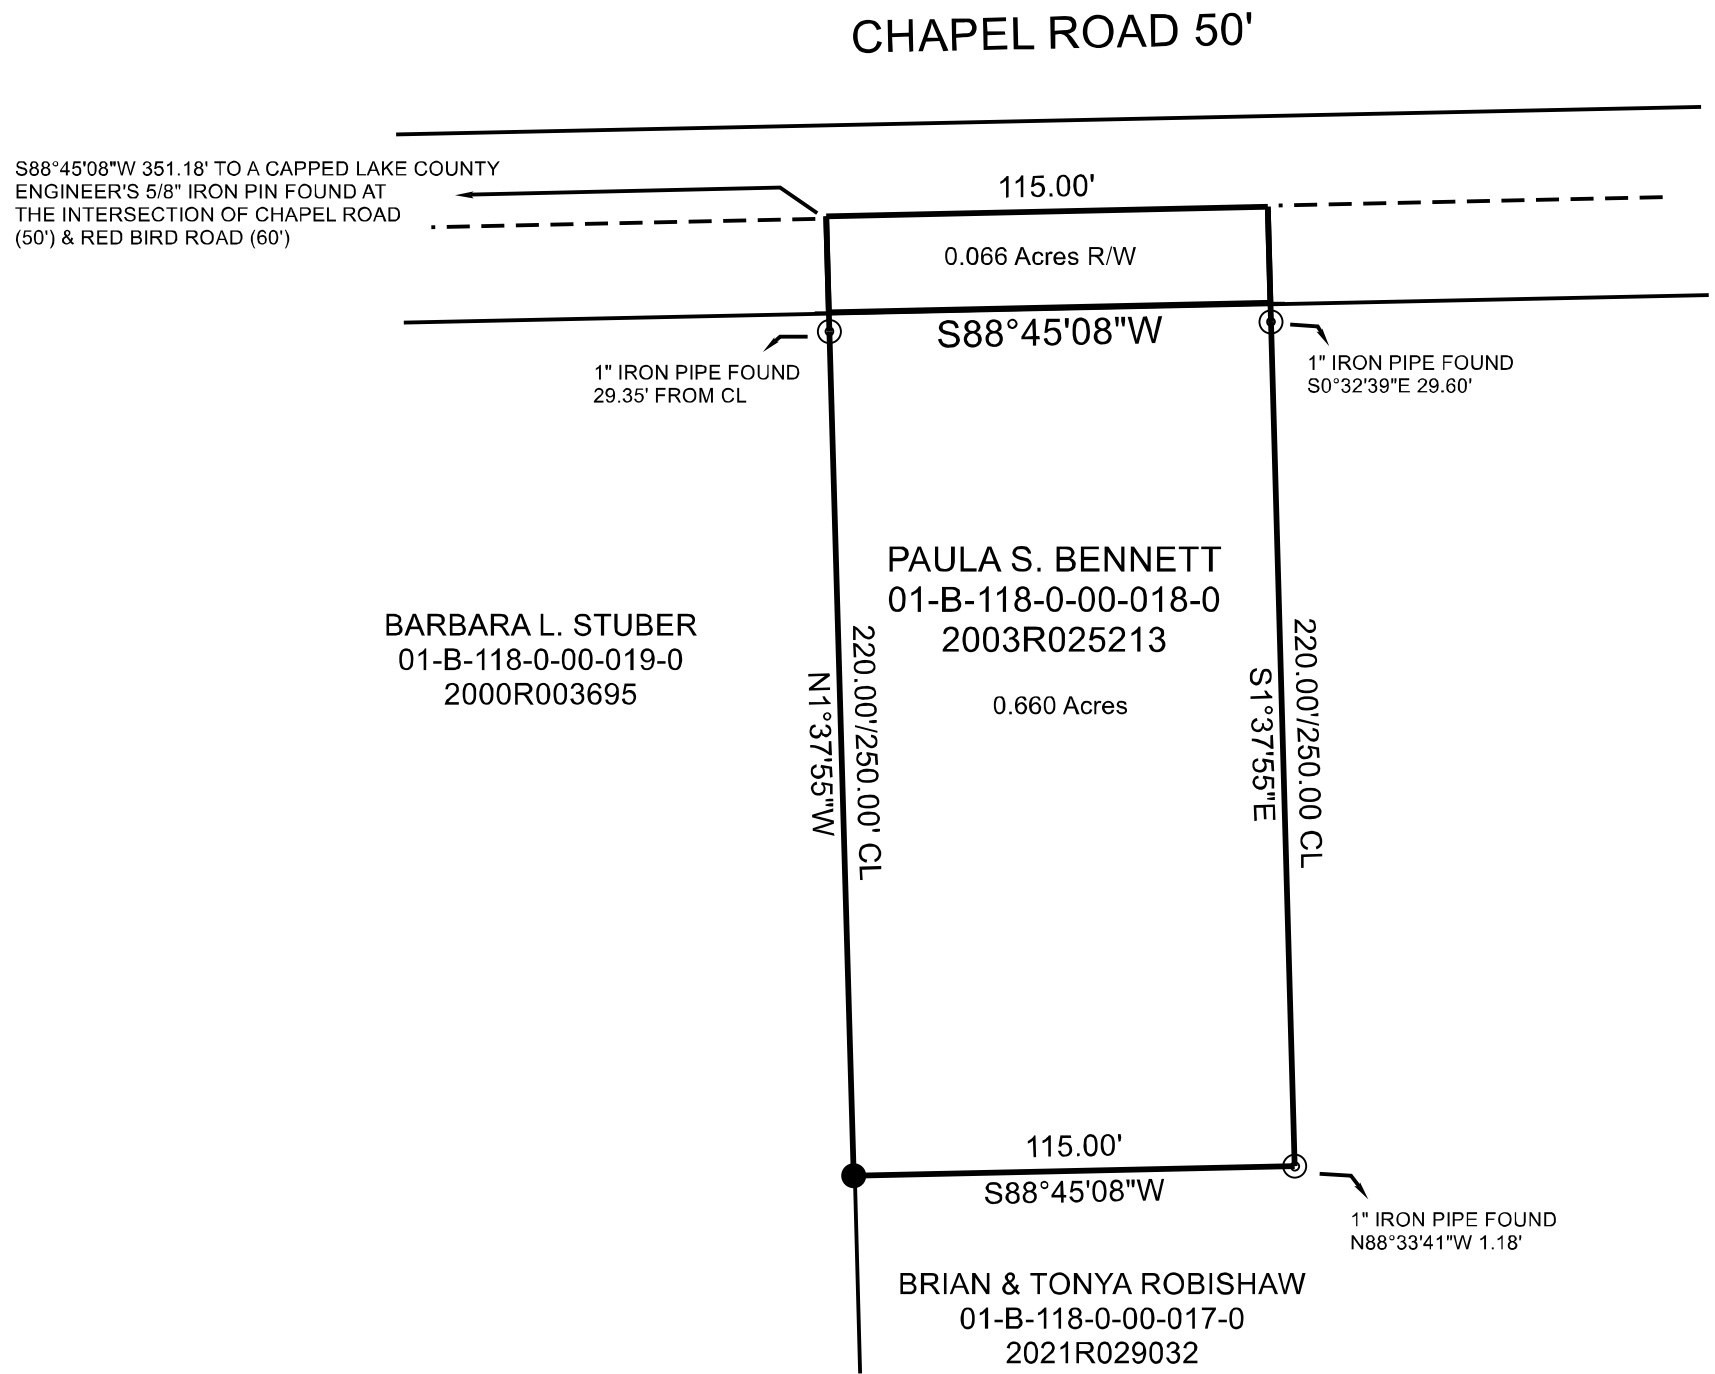 CHAPEL ROAD 50'
S88°45'08"W 351.18' TO A CAPPED LAKE COUNTY
ENGINEER'S 5/8" IRON PIN FOUND AT
THE INTERSECTION OF CHAPEL ROAD
(50') & RED BIRD ROAD (60')
115.00'
0.066 Acres R/W
S88°45'08"W
1" IRON PIPE FOUND
29.35' FROM CL
1" IRON PIPE FOUND
S0°32'39"E 29.60'
PAULA S. BENNETT
01-B-118-0-00-018-0
2003R025213
0.660 Acres
BARBARA L. STUBER
01-B-118-0-00-019-0
2000R003695
N1°37'55"W
220.00'/250.00' CL
S1°37'55"E
220.00'/250.00 CL
115.00'
S88°45'08"W
1" IRON PIPE FOUND
N88°33'41"W 1.18'
BRIAN & TONYA ROBISHAW
01-B-118-0-00-017-0
2021R029032